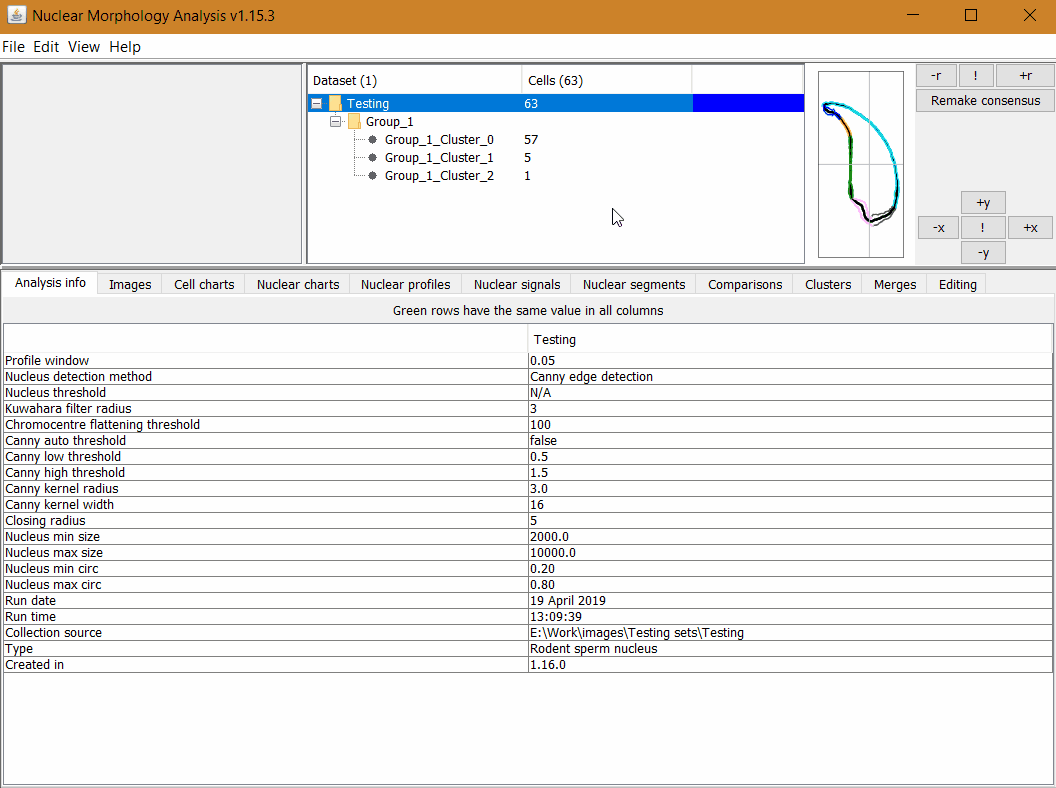 Nuclear Morphology Analysis v1.15.3
File Edit View Help
Dataset (1) Cells (63)
Testing 63
Group_1
Group_1_Cluster_0 57
Group_1_Cluster_1 5
Group_1_Cluster_2 1
-r ! +r
Remake consensus
+y
-x ! +x
-y
Analysis info Images Cell charts Nuclear charts Nuclear profiles Nuclear signals Nuclear segments Comparisons Clusters Merges Editing
Green rows have the same value in all columns
Testing
Profile window 0.05
Nucleus detection method Canny edge detection
Nucleus threshold N/A
Kuwahara filter radius 3
Chromocentre flattening threshold 100
Canny auto threshold false
Canny low threshold 0.5
Canny high threshold 1.5
Canny kernel radius 3.0
Canny kernel width 16
Closing radius 5
Nucleus min size 2000.0
Nucleus max size 10000.0
Nucleus min circ 0.20
Nucleus max circ 0.80
Run date 19 April 2019
Run time 13:09:39
Collection source E:\Work\images\Testing sets\Testing
Type Rodent sperm nucleus
Created in 1.16.0